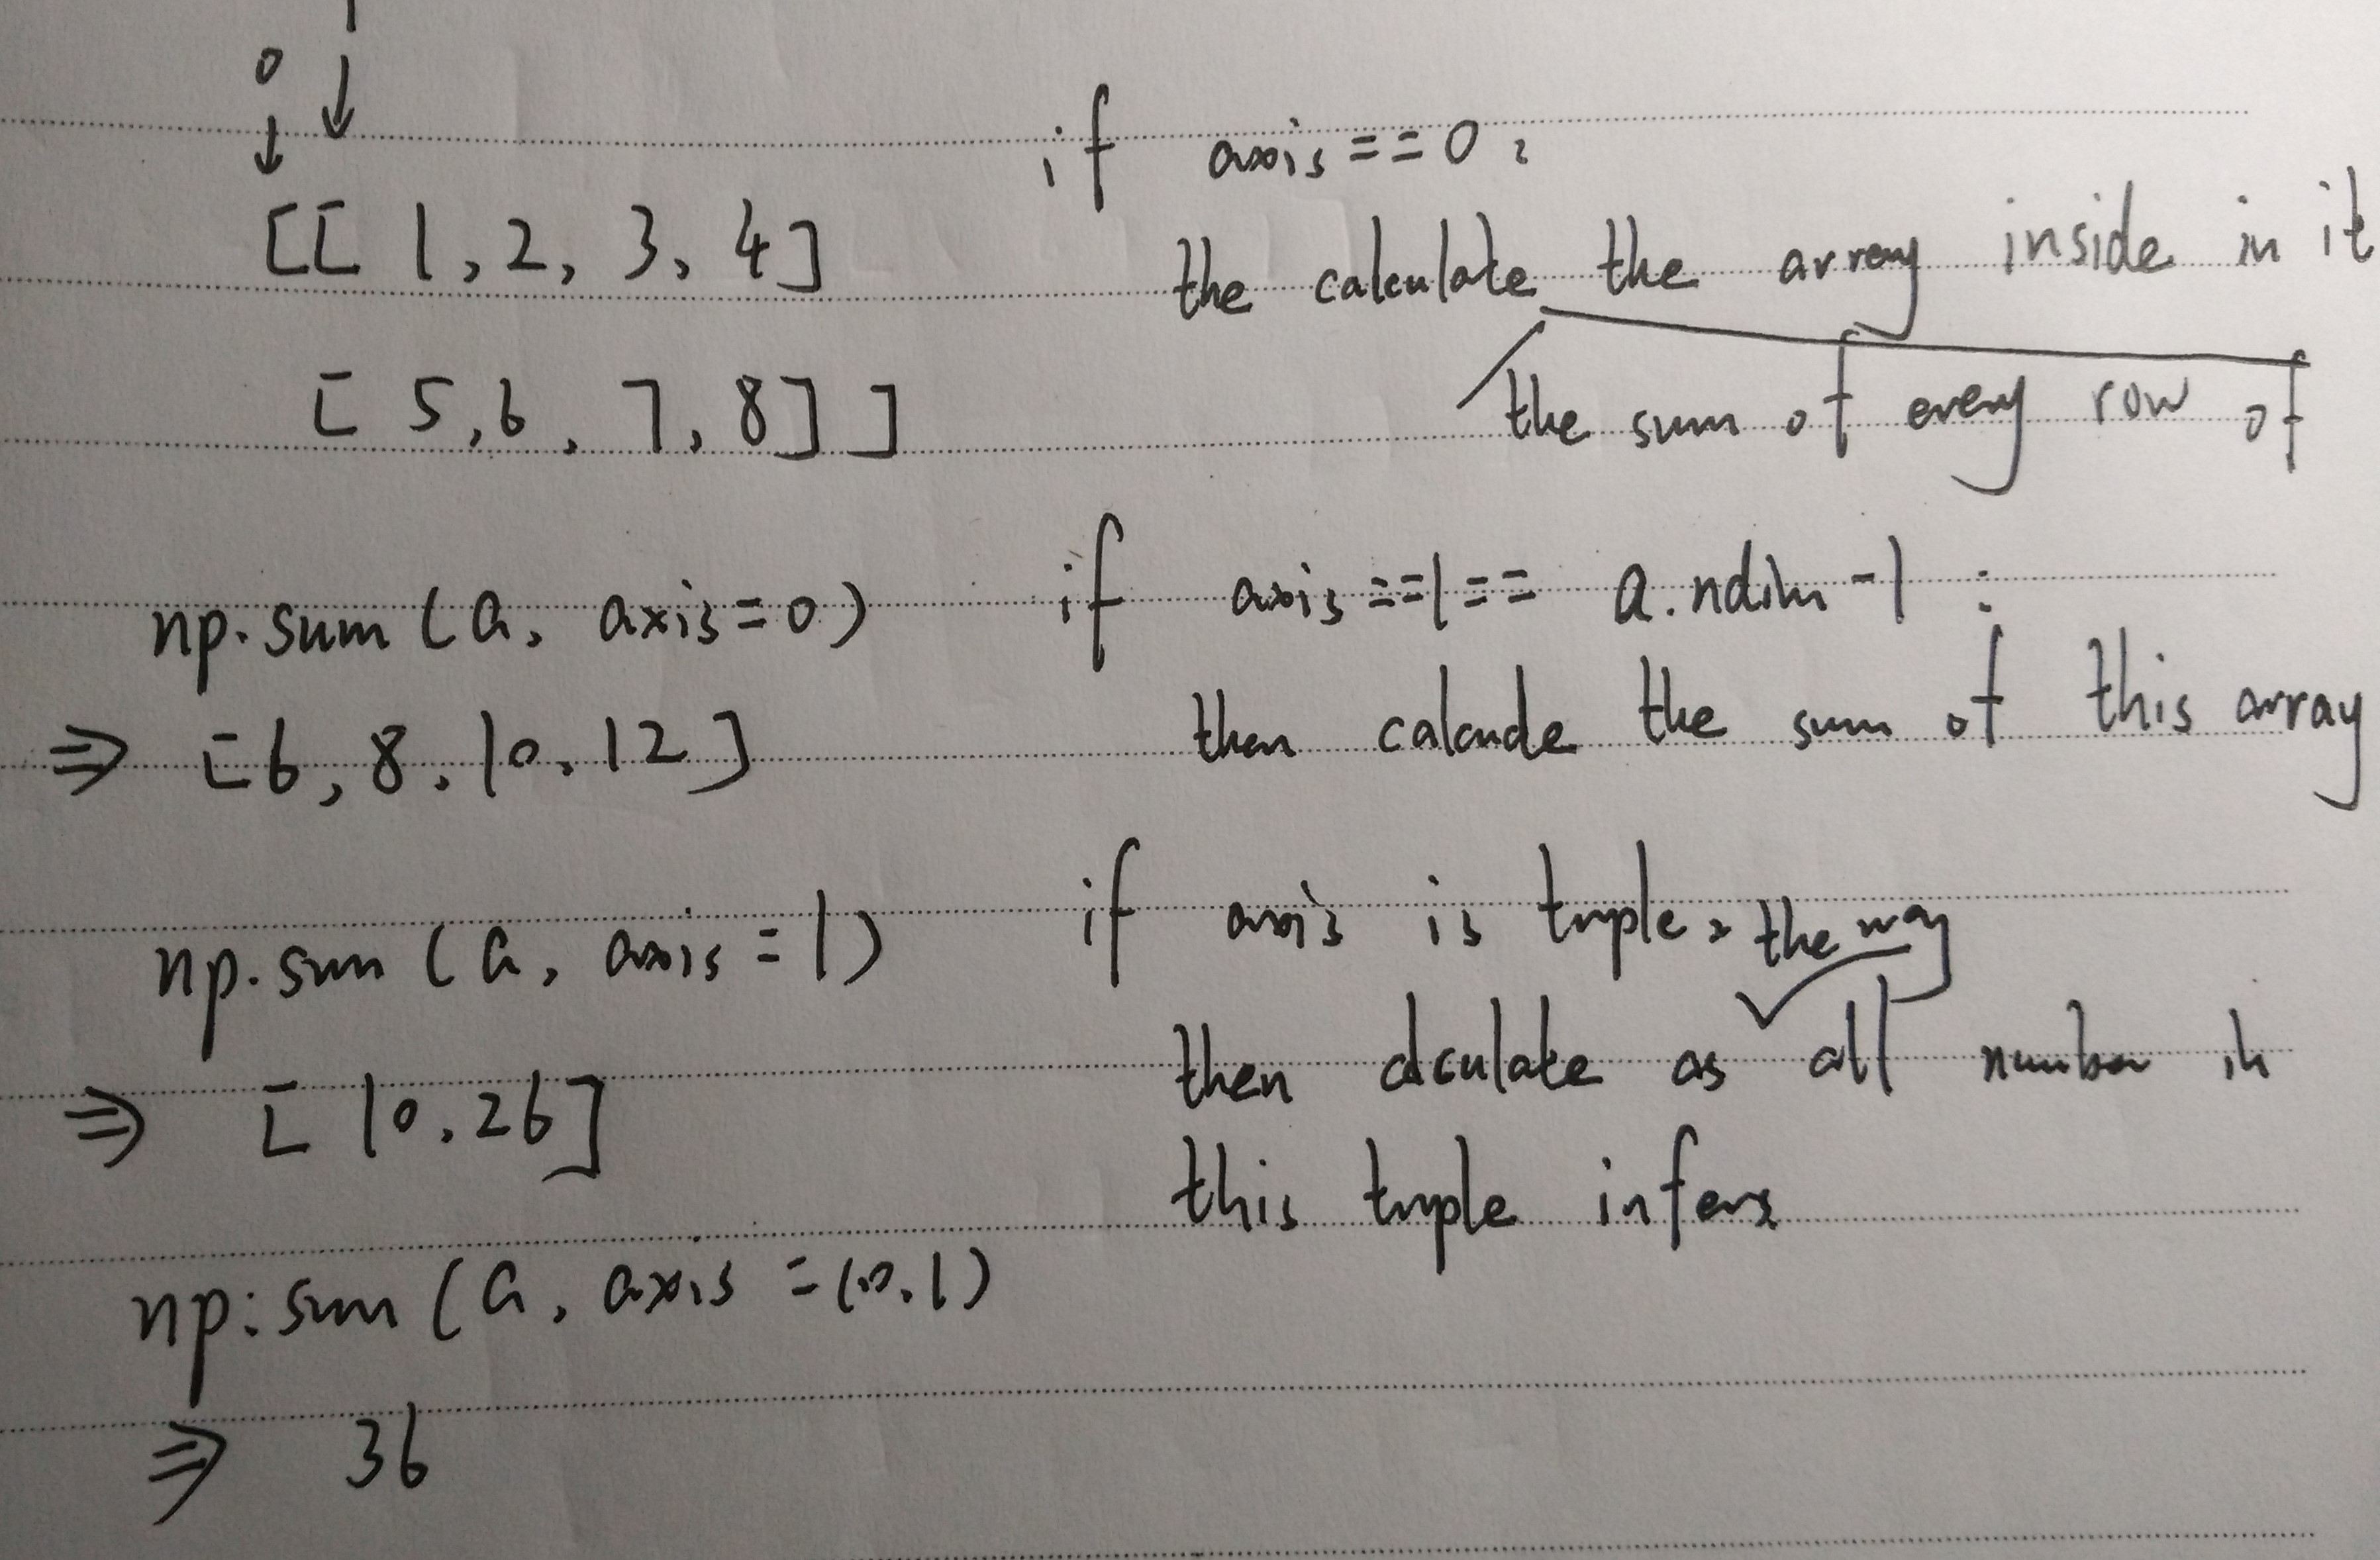 0
[[ 1, 2, 3, 4]
[ 5, 6, 7, 8] ]
np.sum (a, axis=0)
⇒ [6, 8, 10, 12]
np.sum (a, axis=1)
⇒ [10, 26]
np:sum (a, axis =(0,1)
⇒ 36
if axis==0:
the calculate the array inside in it
the sum of every row of
if axis==1== a.ndim-1 :
then calculate the sum of this array
if axis is tuple, the way
then calculate as all number in
this tuple infers